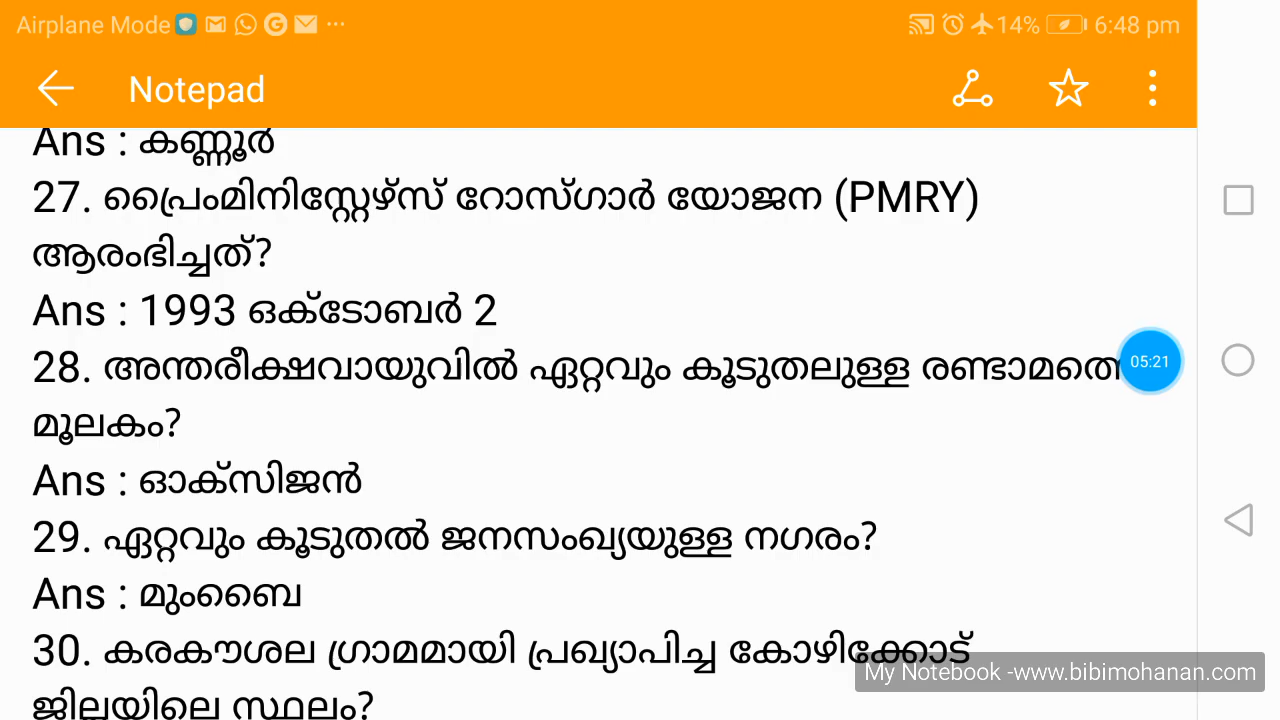 Airplane Mode ... 14% 6:48 pm
Notepad
Ans : കണ്ണൂർ
27. പ്രൈംമിനിസ്റ്റേഴ്സ് റോസ്ഗാർ യോജന (PMRY)
ആരംഭിച്ചത്?
Ans : 1993 ഒക്ടോബർ 2
28. അന്തരീക്ഷവായുവിൽ ഏറ്റവും കൂടുതലുള്ള രണ്ടാമത്തെ
05:21
മൂലകം?
Ans : ഓക്സിജൻ
29. ഏറ്റവും കൂടുതൽ ജനസംഖ്യയുള്ള നഗരം?
Ans : മുംബൈ
30. കരകൗശല ഗ്രാമമായി പ്രഖ്യാപിച്ച കോഴിക്കോട്
ജില്ലയിലെ സ്ഥലം?
My Notebook -www.bibimohanan.com